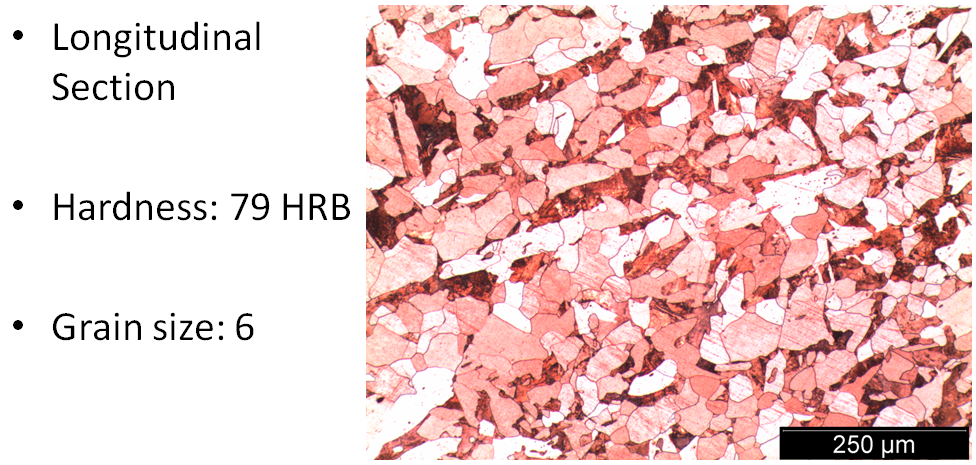 • Longitudinal
Section
• Hardness: 79 HRB
• Grain size: 6
250 µm